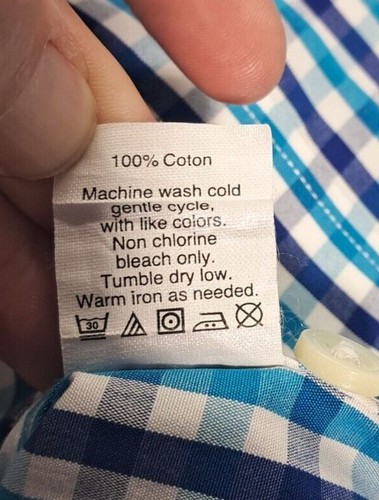 100% Coton
Machine wash cold
gentle cycle,
with like colors.
Non chlorine
bleach only.
Tumble dry low.
Warm iron as needed.
30